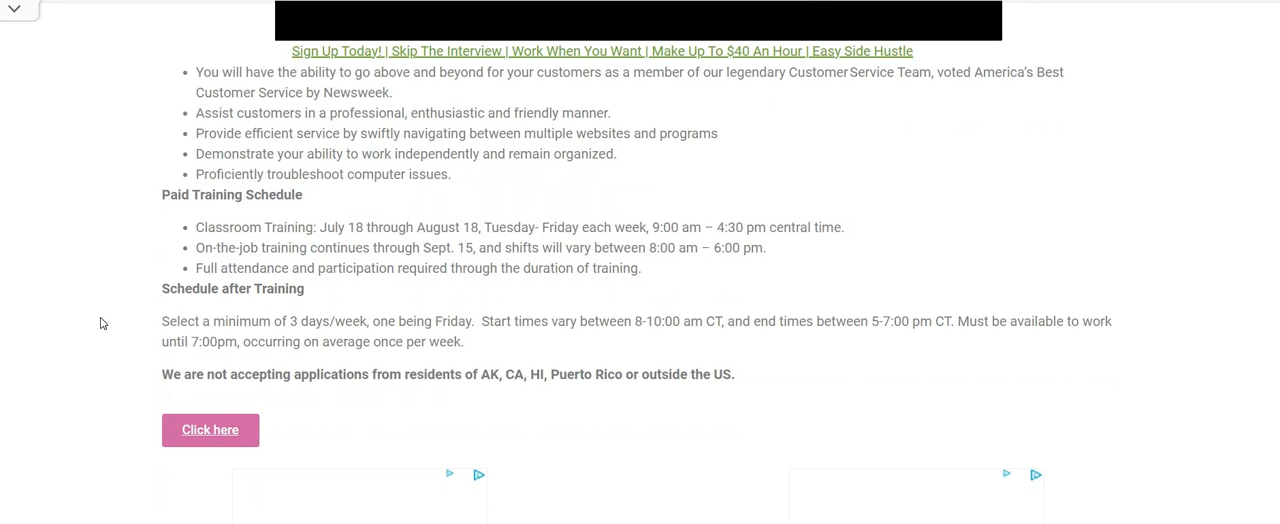 Sign Up Today! | Skip The Interview | Work When You Want | Make Up To $40 An Hour | Easy Side Hustle
• You will have the ability to go above and beyond for your customers as a member of our legendary Customer Service Team, voted America's Best
Customer Service by Newsweek.
• Assist customers in a professional, enthusiastic and friendly manner.
• Provide efficient service by swiftly navigating between multiple websites and programs
• Demonstrate your ability to work independently and remain organized.
• Proficiently troubleshoot computer issues.
Paid Training Schedule
• Classroom Training: July 18 through August 18, Tuesday- Friday each week, 9:00 am – 4:30 pm central time.
• On-the-job training continues through Sept. 15, and shifts will vary between 8:00 am – 6:00 pm.
• Full attendance and participation required through the duration of training.
Schedule after Training
Select a minimum of 3 days/week, one being Friday.  Start times vary between 8-10:00 am CT, and end times between 5-7:00 pm CT. Must be available to work
until 7:00pm, occurring on average once per week.
We are not accepting applications from residents of AK, CA, HI, Puerto Rico or outside the US.
Click here